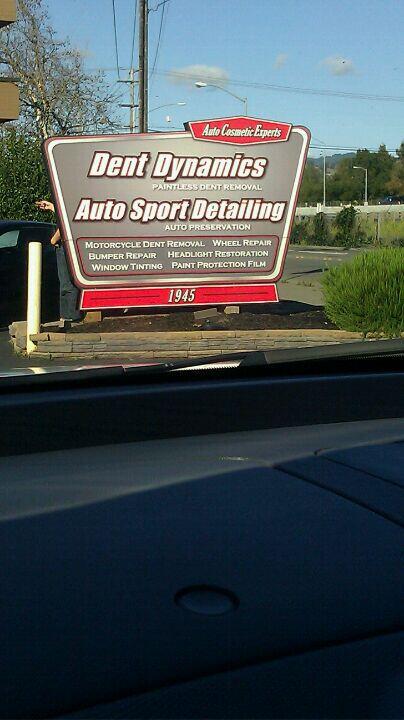 Auto Cosmetic Experts
Dent Dynamics
PAINTLESS DENT REMOVAL
Auto Sport Detailing
AUTO PRESERVATION
MOTORCYCLE DENT REMOVAL WHEEL REPAIR
BUMPER REPAIR HEADLIGHT RESTORATION
WINDOW TINTING PAINT PROTECTION FILM
1945